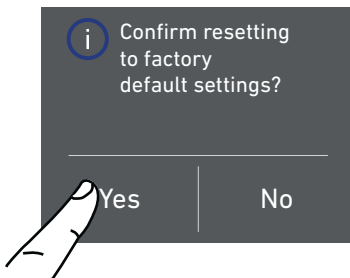 i
Confirm resetting
to factory
default settings?
Yes
No